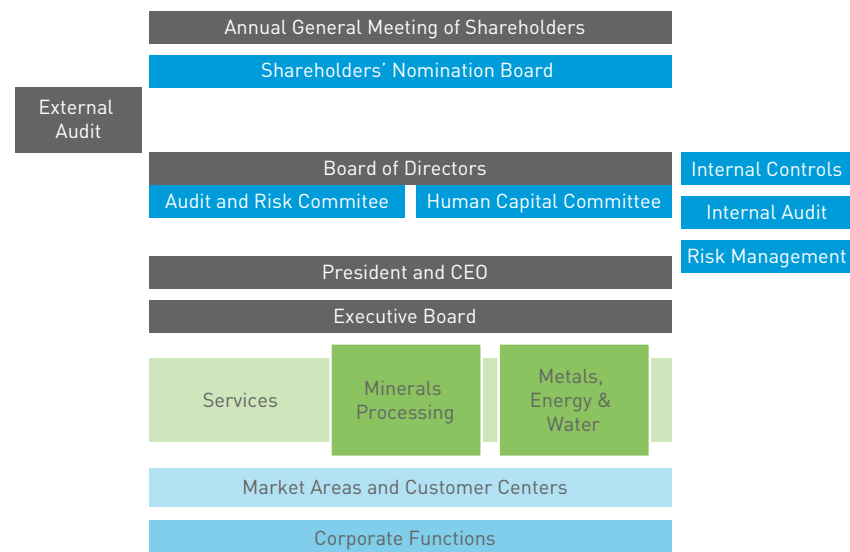 Annual General Meeting of Shareholders
Shareholders’ Nomination Board
External
Audit
Board of Directors
Internal Controls
Audit and Risk Commitee
Human Capital Committee
Internal Audit
Risk Management
President and CEO
Executive Board
Services
Minerals
Processing
Metals,
Energy &
Water
Market Areas and Customer Centers
Corporate Functions